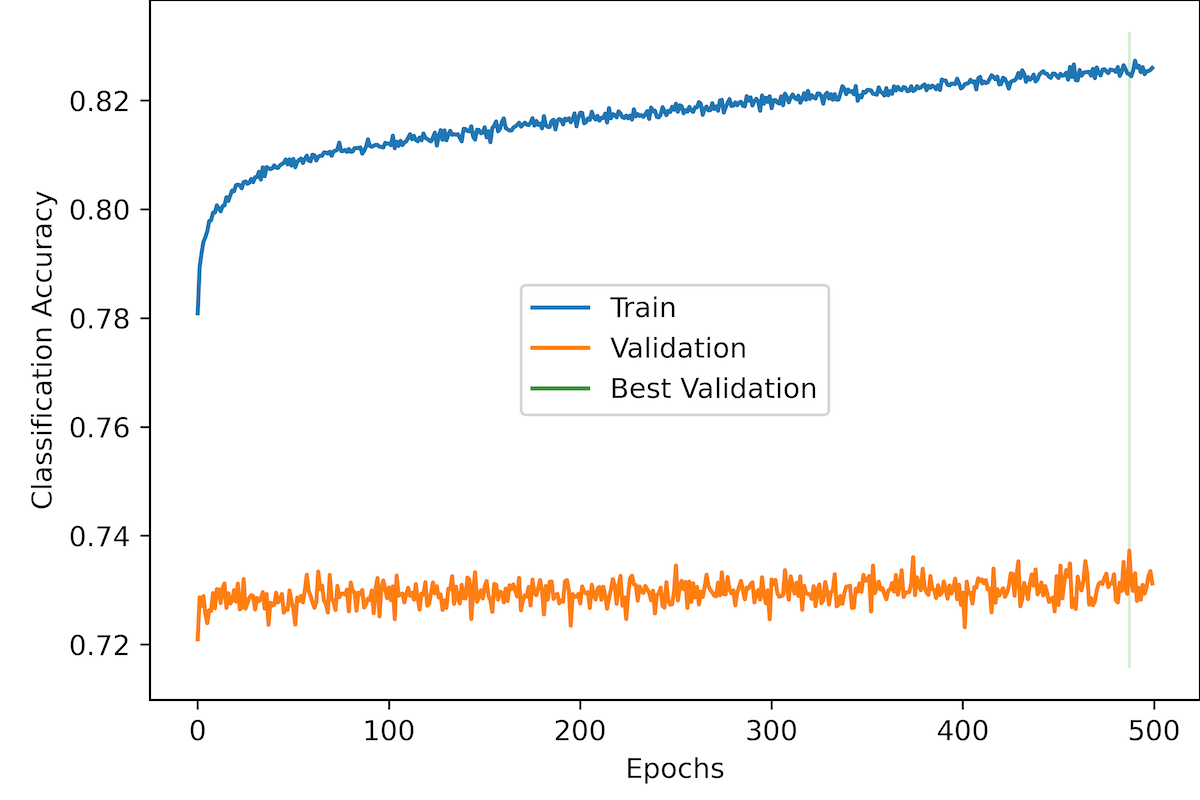 Classification Accuracy
0.82
0.80
0.78
0.76
0.74
0.72
Train
Validation
Best Validation
0 100 200 300 400 500
Epochs